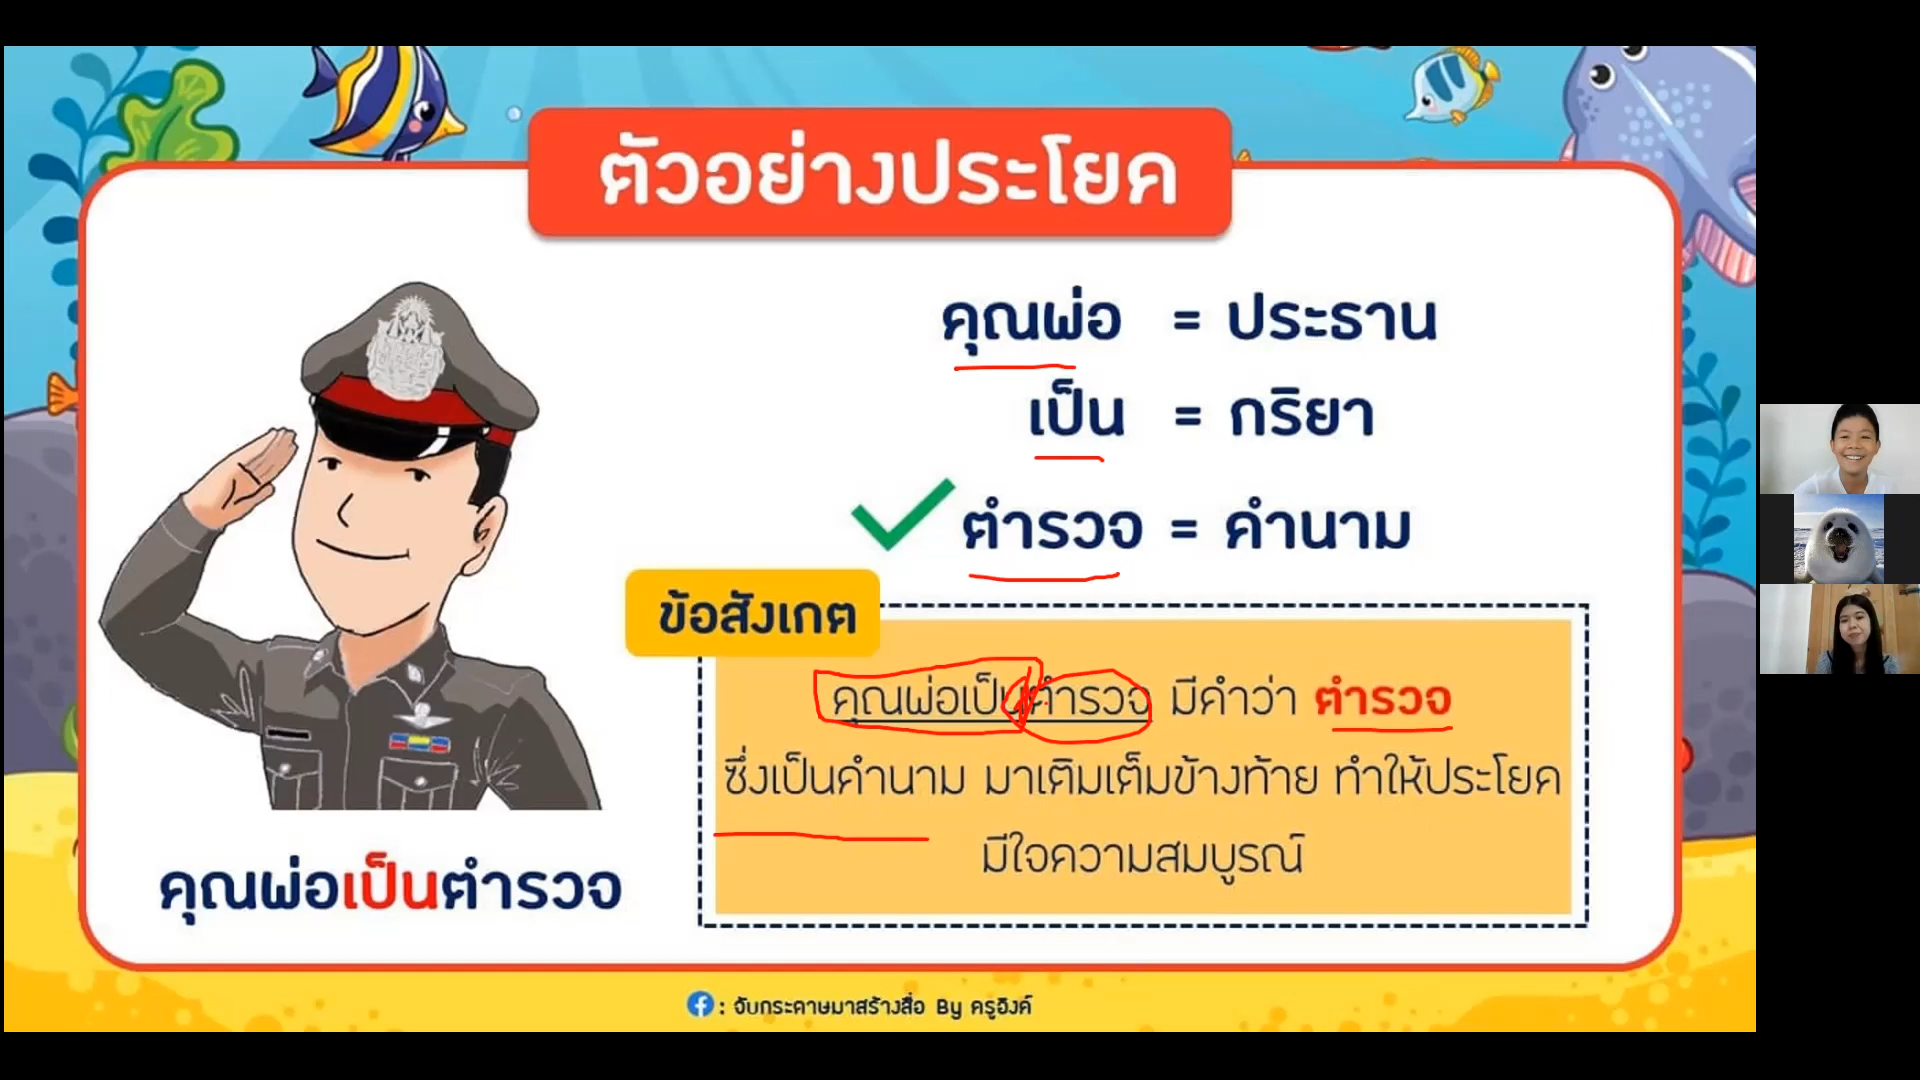 ตัวอย่างประโยค
คุณพ่อ = ประธาน
เป็น = กริยา
ตำรวจ = คำนาม
ข้อสังเกต
คุณพ่อเป็นตำรวจ มีคำว่า ตำรวจ
ซึ่งเป็นคำนาม มาเติมเต็มข้างท้าย ทำให้ประโยค
มีใจความสมบูรณ์
คุณพ่อเป็นตำรวจ
: จับกระดาษมาสร้างสื่อ By ครูอิงค์